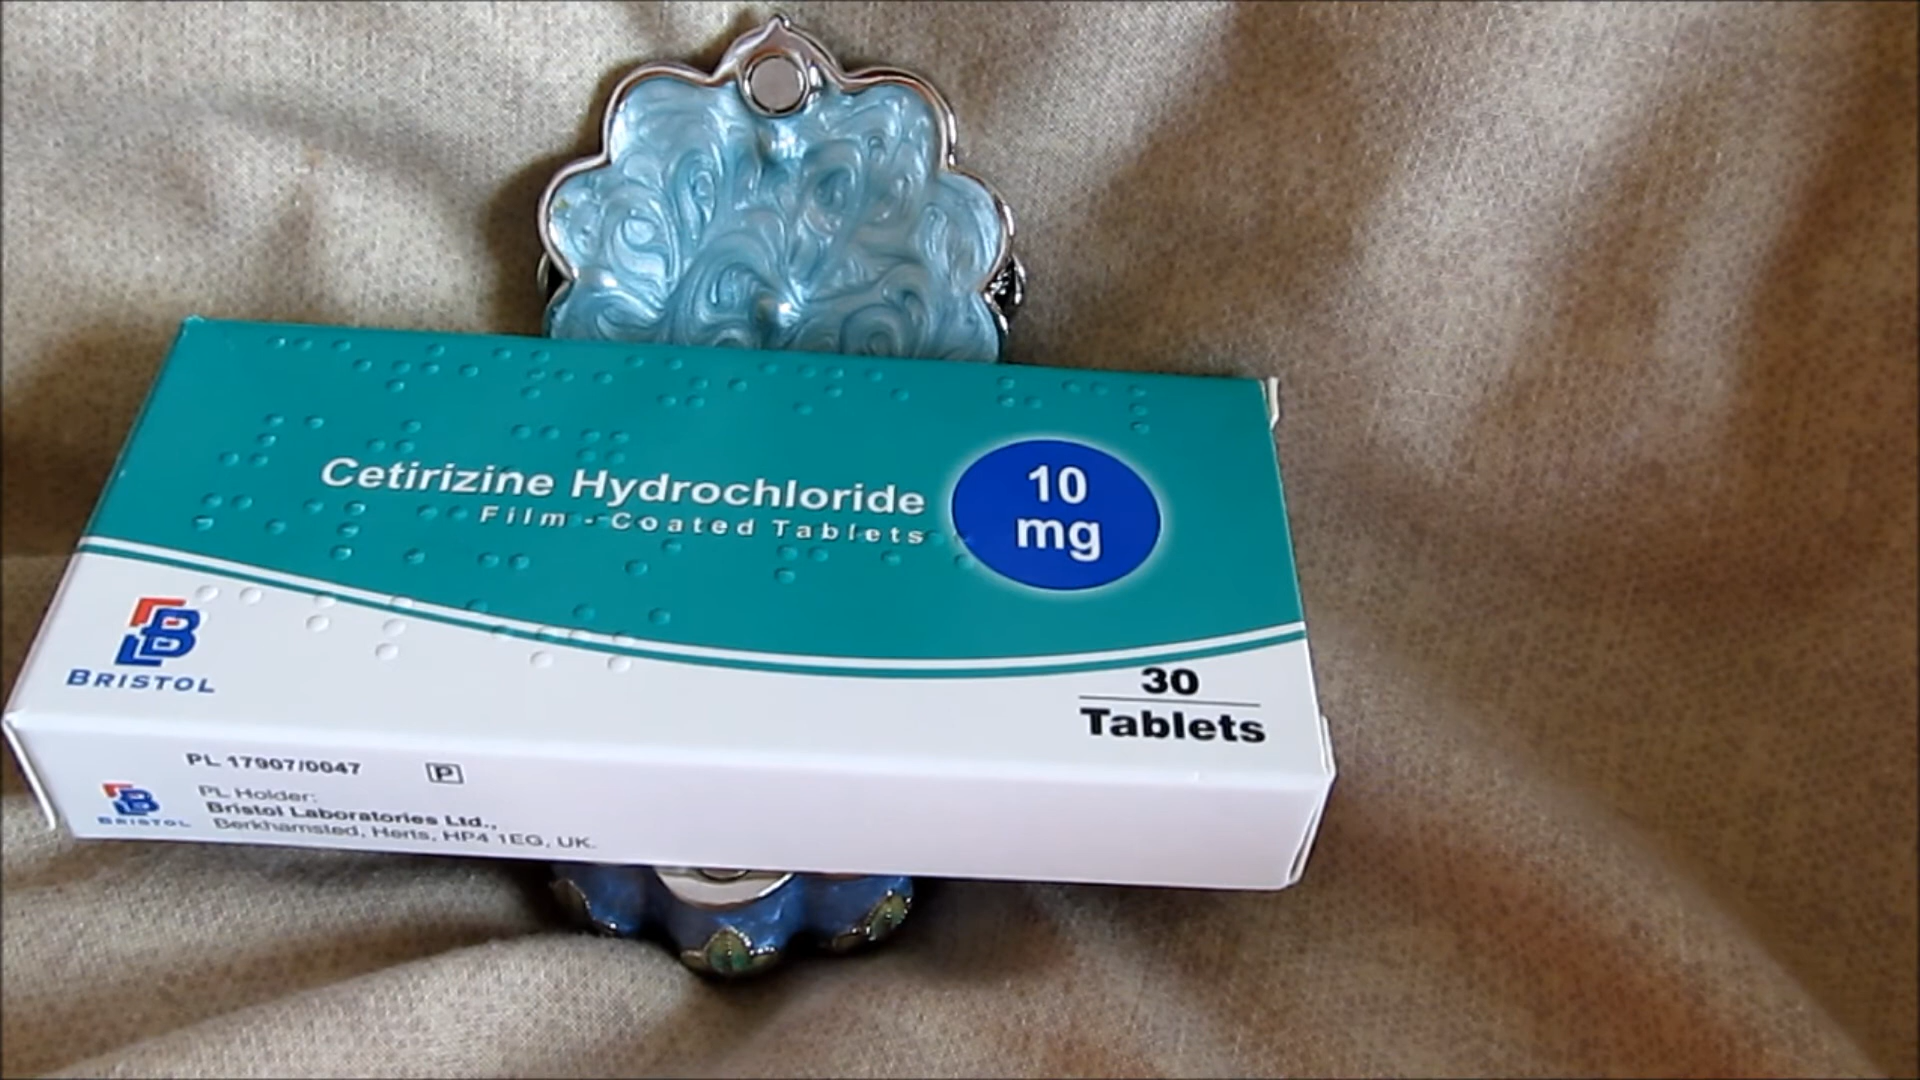 Cetirizine Hydrochloride
Film-Coated Tablets
10
mg
BRISTOL
30
Tablets
PL 17907/0047
P
BRISTOL
PL Holder:
Bristol Laboratories Ltd.,
Berkhamsted, Herts, HP4 1EG, UK.